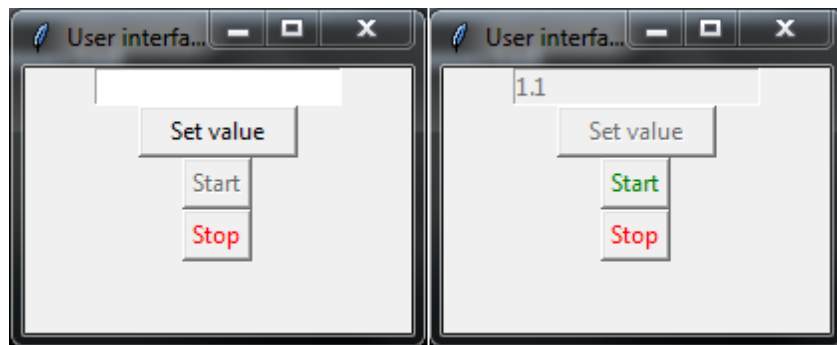 User interfa...
Set value
Start
Stop
User interfa...
1.1
Set value
Start
Stop